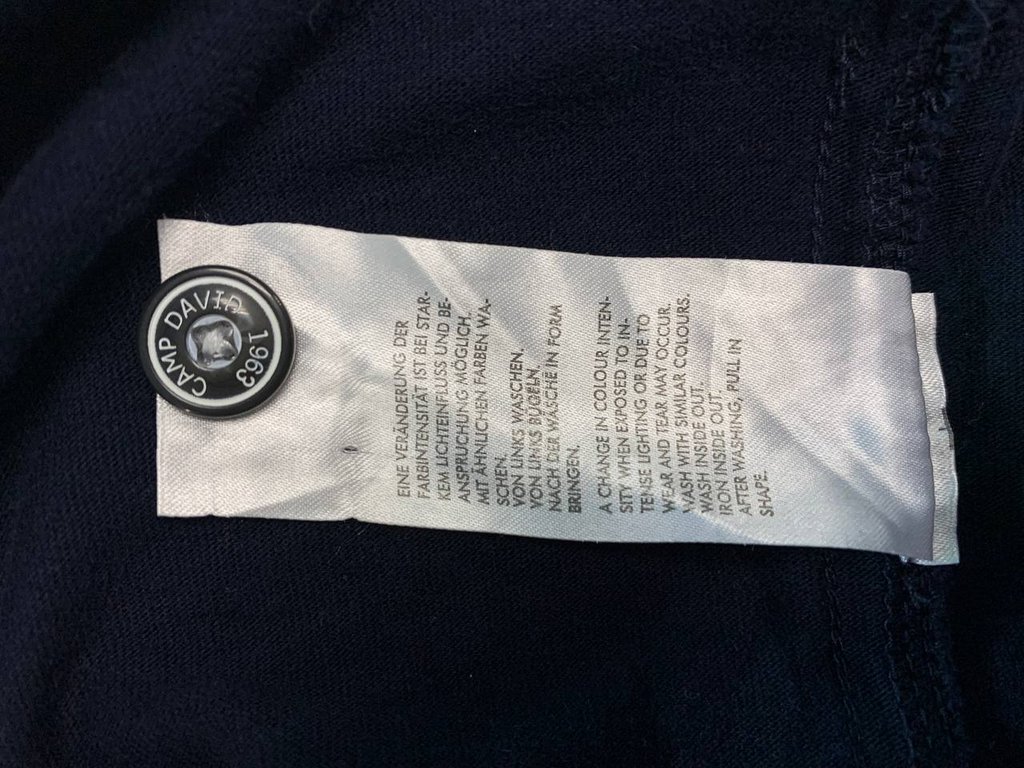 CAMP DAVID
1963
EINE VERÄNDERUNG DER
FARBINTENSITÄT IST BEI STAR-
KEM LICHTEINFLUSS UND BE-
ANSPRUCHUNG MÖGLICH.
MIT ÄHNLICHEN FARBEN WA-
SCHEN.
VON LINKS WASCHEN.
VON LINKS BÜGELN.
NACH DER WÄSCHE IN FORM
BRINGEN.
A CHANGE IN COLOUR INTEN-
SITY WHEN EXPOSED TO IN-
TENSE LIGHTING OR DUE TO
WEAR AND TEAR MAY OCCUR.
WASH WITH SIMILAR COLOURS.
WASH INSIDE OUT.
IRON INSIDE OUT.
AFTER WASHING, PULL IN
SHAPE.